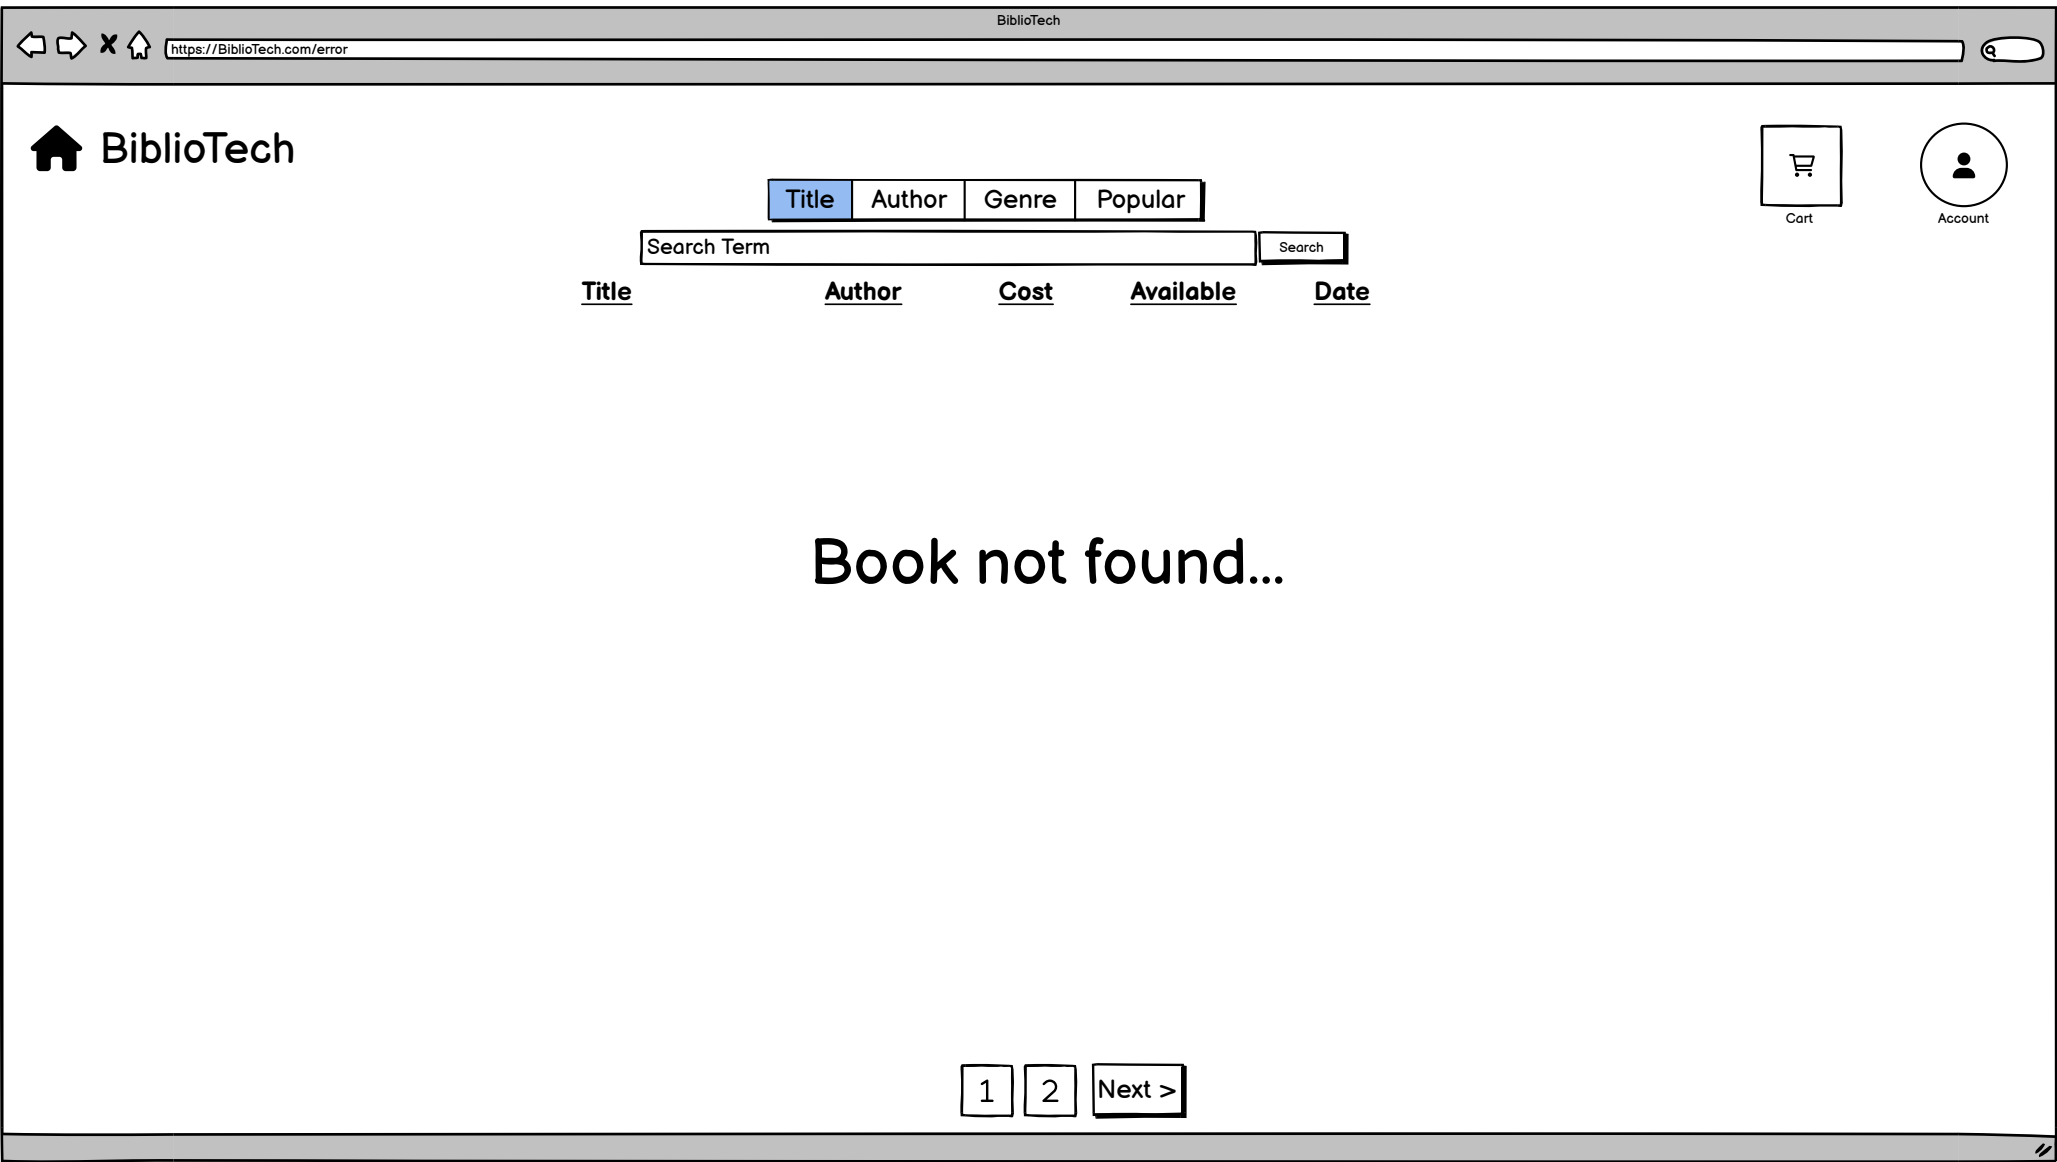 BiblioTech
https://BiblioTech.com/error
BiblioTech
Cart
Account
Title Author Genre Popular
Search Term Search
Title Author Cost Available Date
Book not found...
1 2 Next >